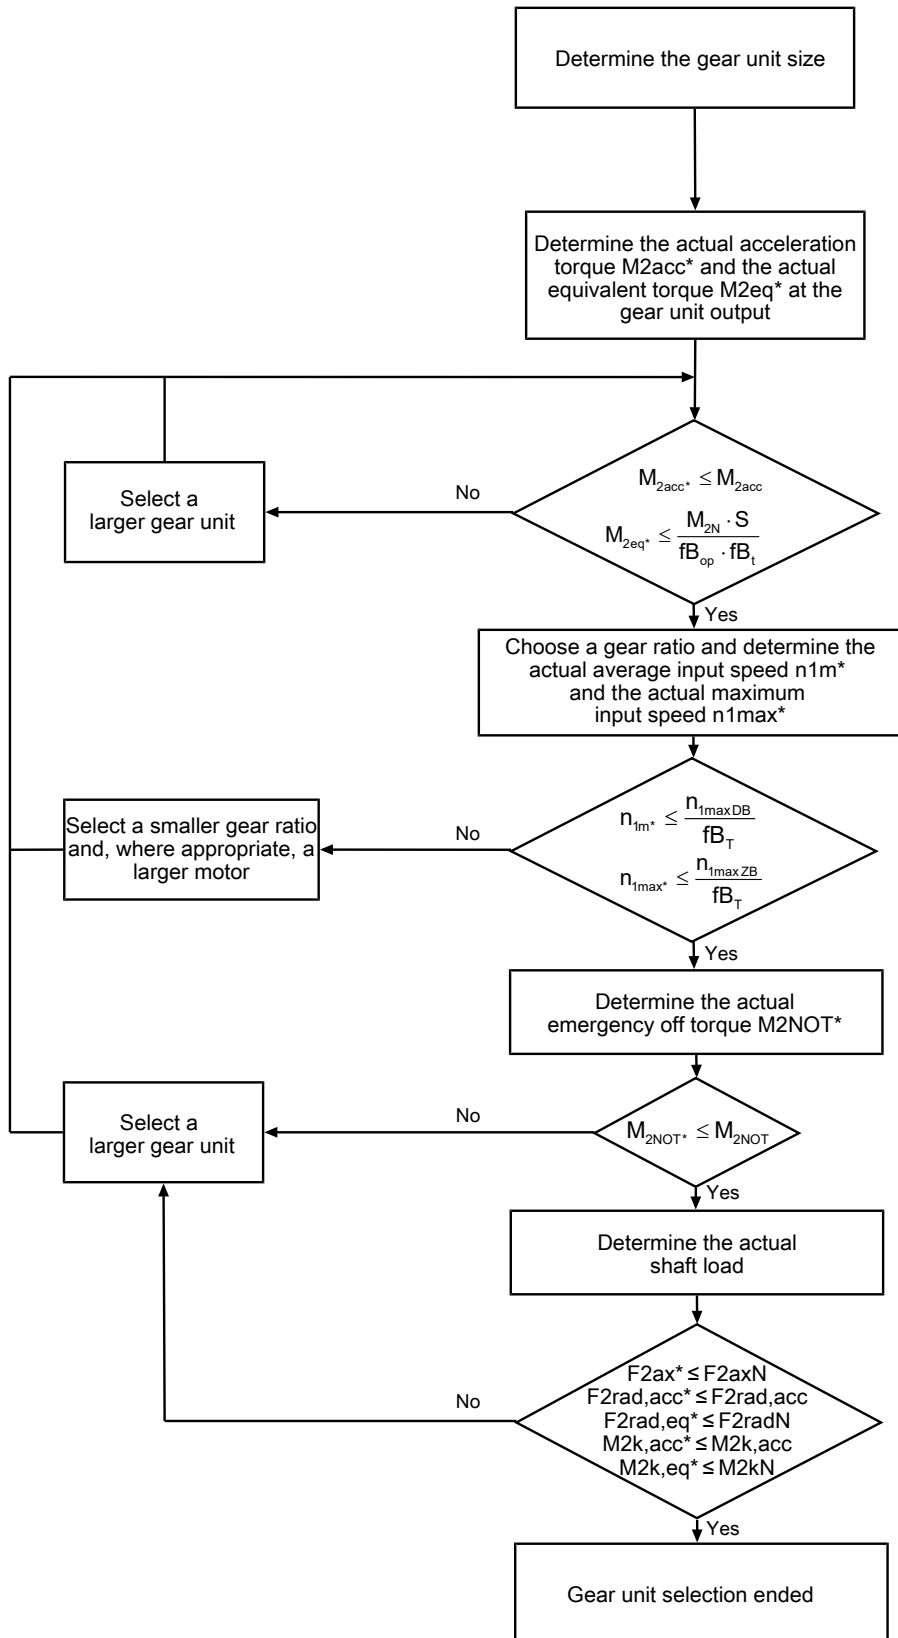 Determine the gear unit size
Determine the actual acceleration
torque M2acc* and the actual
equivalent torque M2eq* at the
gear unit output
Select a
larger gear unit
No
M2acc* ≤ M2acc
M2eq* ≤ M2N · S / fBop · fBt
Yes
Choose a gear ratio and determine the
actual average input speed n1m*
and the actual maximum
input speed n1max*
Select a smaller gear ratio
and, where appropriate, a
larger motor
No
n1m* ≤ n1maxDB / fBT
n1max* ≤ n1maxZB / fBT
Yes
Determine the actual
emergency off torque M2NOT*
Select a
larger gear unit
No
M2NOT* ≤ M2NOT
Yes
Determine the actual
shaft load
No
F2ax* ≤ F2axN
F2rad,acc* ≤ F2rad,acc
F2rad,eq* ≤ F2radN
M2k,acc* ≤ M2k,acc
M2k,eq* ≤ M2kN
Yes
Gear unit selection ended